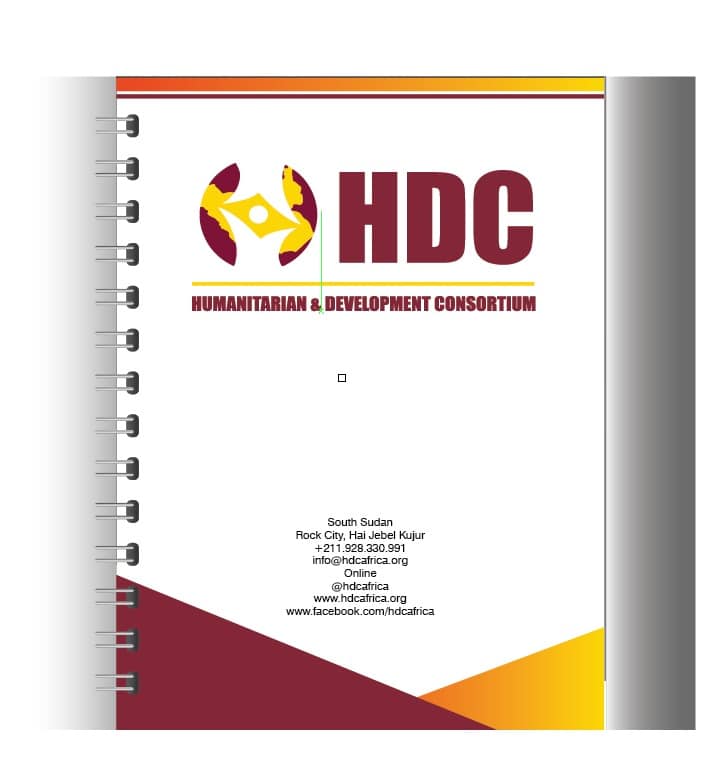 HDC
HUMANITARIAN & DEVELOPMENT CONSORTIUM
South Sudan
Rock City, Hai Jebel Kujur
+211.928.330.991
info@hdcafrica.org
Online
@hdcafrica
www.hdcafrica.org
www.facebook.com/hdcafrica